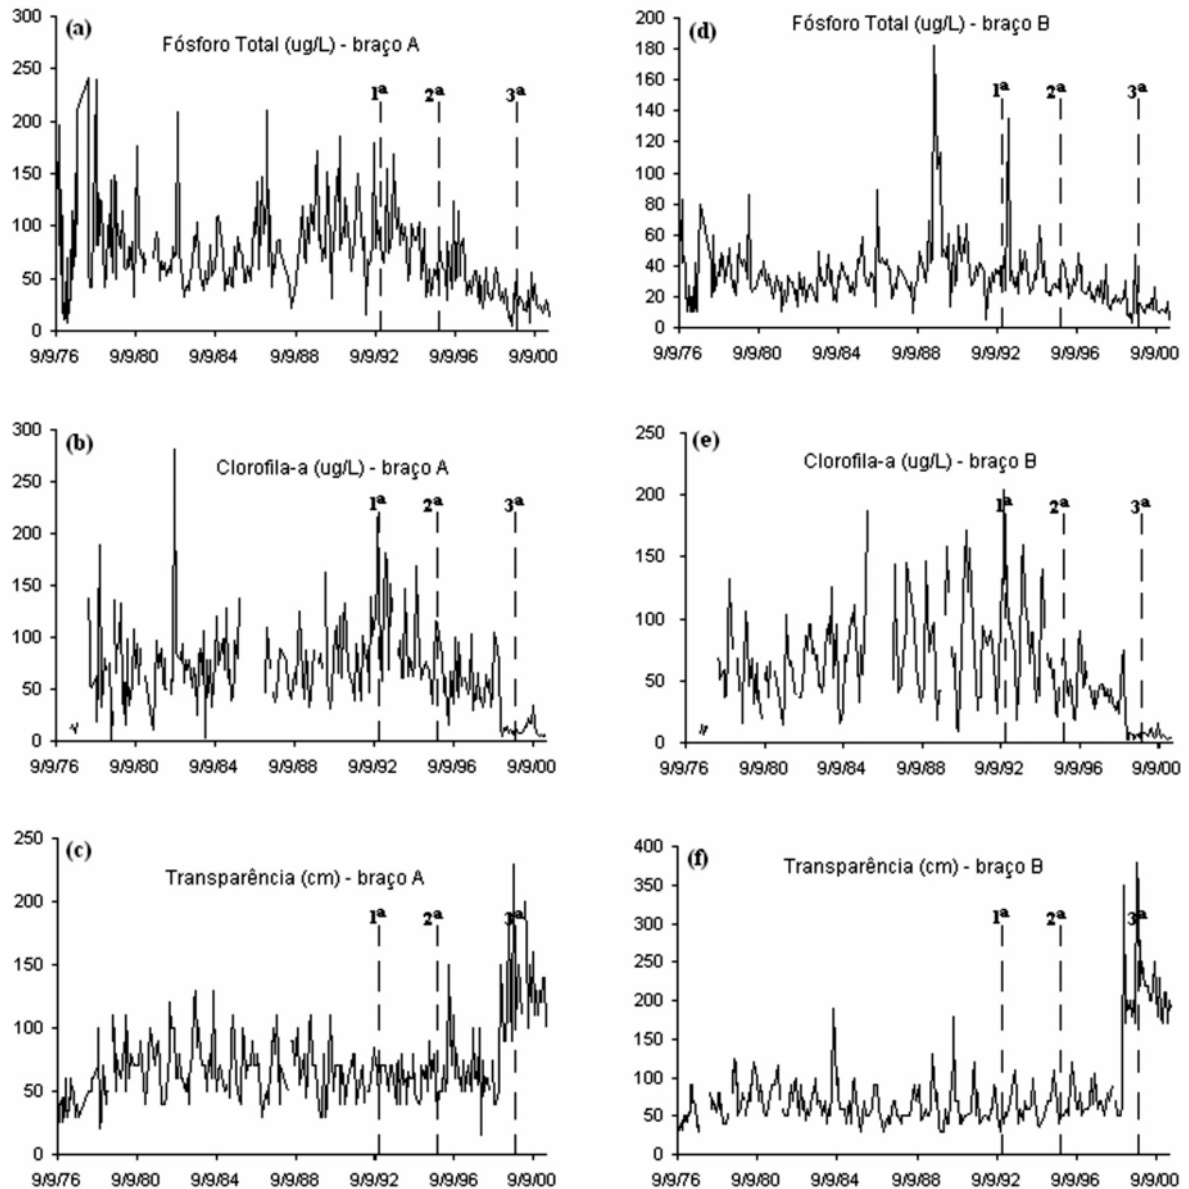 (a)
Fósforo Total (ug/L) - braço A
300
250
200
150
100
50
0
1ª
2ª
3ª
9/9/76
9/9/80
9/9/84
9/9/88
9/9/92
9/9/96
9/9/00
(d)
Fósforo Total (ug/L) - braço B
200
180
160
140
120
100
80
60
40
20
0
1ª
2ª
3ª
9/9/76
9/9/80
9/9/84
9/9/88
9/9/92
9/9/96
9/9/00
(b)
Clorofila-a (ug/L) - braço A
300
250
200
150
100
50
0
1ª
2ª
3ª
9/9/76
9/9/80
9/9/84
9/9/88
9/9/92
9/9/96
9/9/00
(e)
Clorofila-a (ug/L) - braço B
250
200
150
100
50
0
1ª
2ª
3ª
9/9/76
9/9/80
9/9/84
9/9/88
9/9/92
9/9/96
9/9/00
(c)
Transparência (cm) - braço A
250
200
150
100
50
0
1ª
2ª
3ª
9/9/76
9/9/80
9/9/84
9/9/88
9/9/92
9/9/96
9/9/00
(f)
Transparência (cm) - braço B
400
350
300
250
200
150
100
50
0
1ª
2ª
3ª
9/9/76
9/9/80
9/9/84
9/9/88
9/9/92
9/9/96
9/9/00